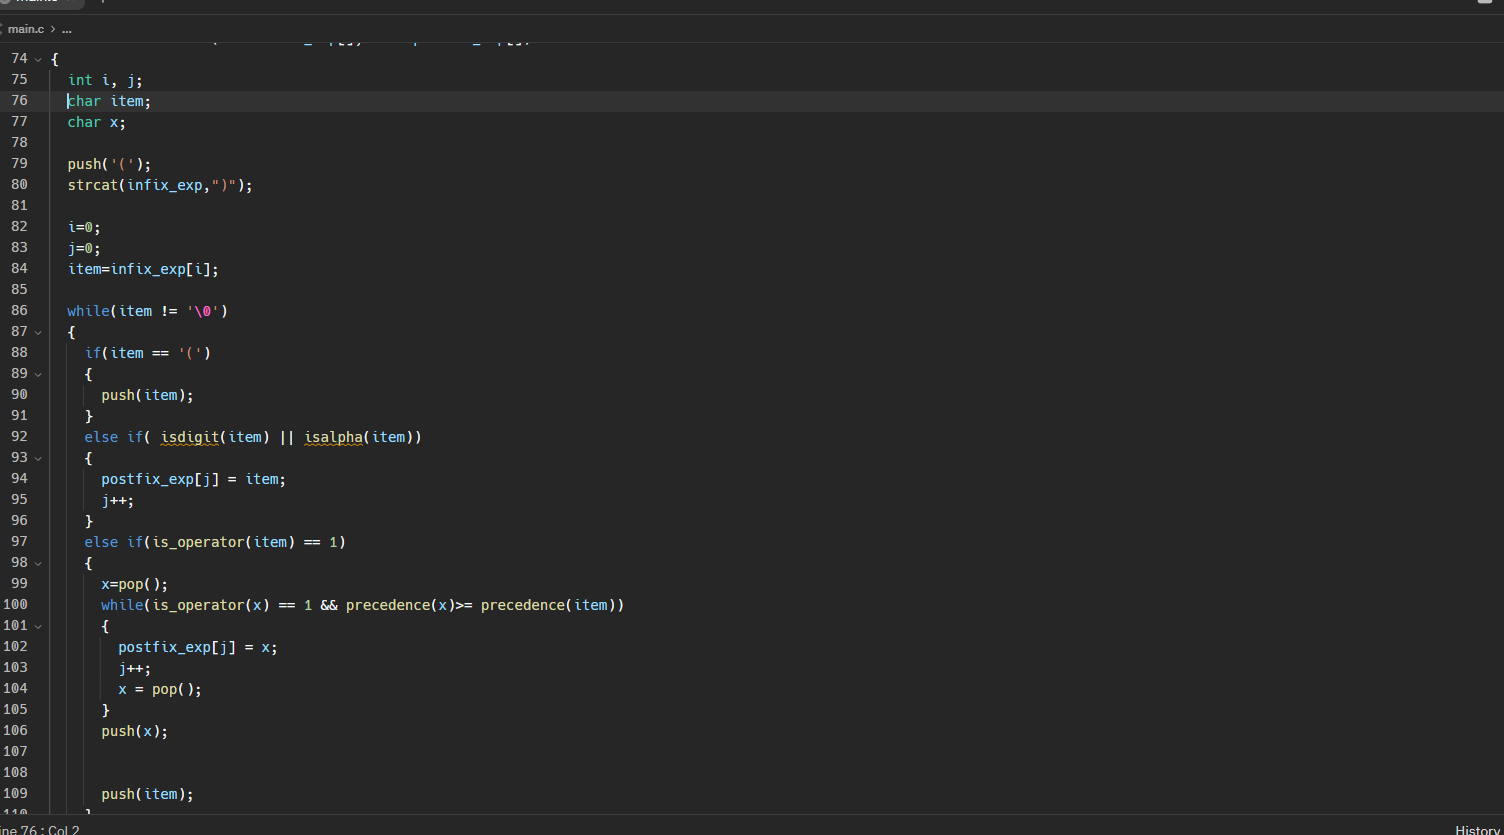 main.c > ...
74 {
75 int i, j;
76 char item;
77 char x;
78
79 push('(');
80 strcat(infix_exp,")");
81
82 i=0;
83 j=0;
84 item=infix_exp[i];
85
86 while(item != '\0')
87 {
88 if(item == '(')
89 {
90 push(item);
91 }
92 else if( isdigit(item) || isalpha(item))
93 {
94 postfix_exp[j] = item;
95 j++;
96 }
97 else if(is_operator(item) == 1)
98 {
99 x=pop();
100 while(is_operator(x) == 1 && precedence(x)>= precedence(item))
101 {
102 postfix_exp[j] = x;
103 j++;
104 x = pop();
105 }
106 push(x);
107
108
109 push(item);
110 }
ine 76 : Col 2
History